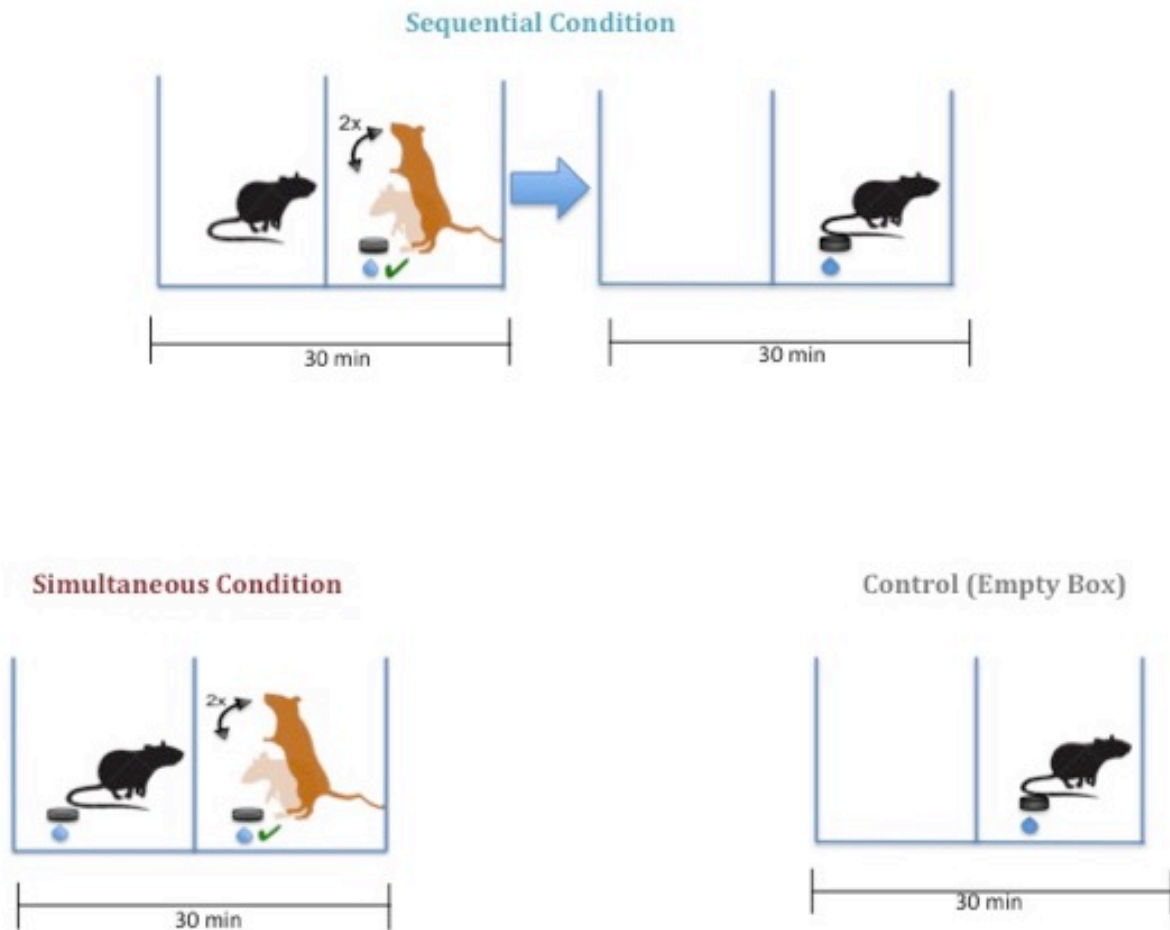 Sequential Condition
2x
30 min
30 min
Simultaneous Condition
Control (Empty Box)
2x
30 min
30 min